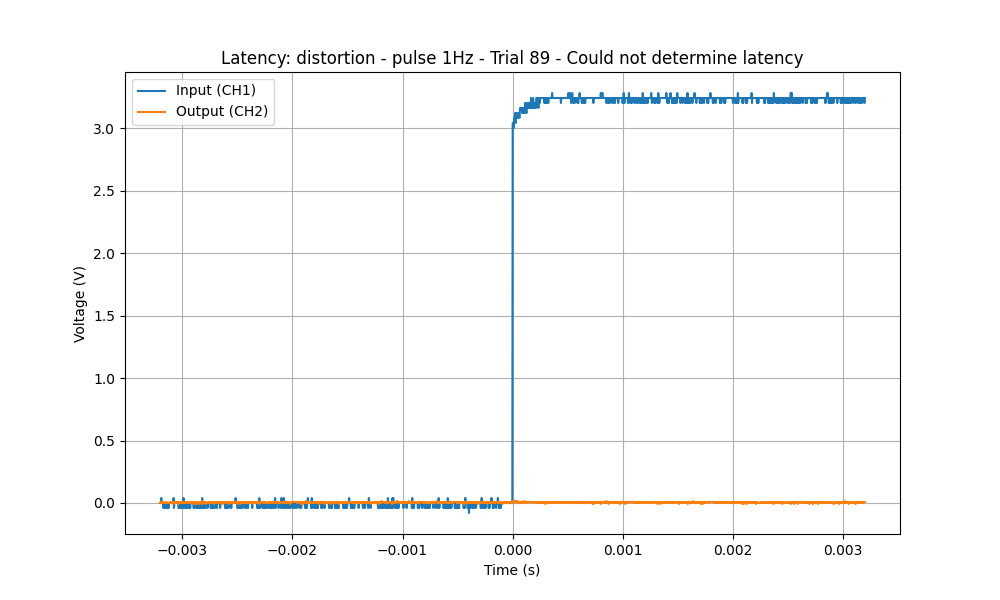 Latency: distortion - pulse 1Hz - Trial 89 - Could not determine latency
Input (CH1)
Output (CH2)
Voltage (V)
3.0
2.5
2.0
1.5
1.0
0.5
0.0
−0.003
−0.002
−0.001
0.000
0.001
0.002
0.003
Time (s)